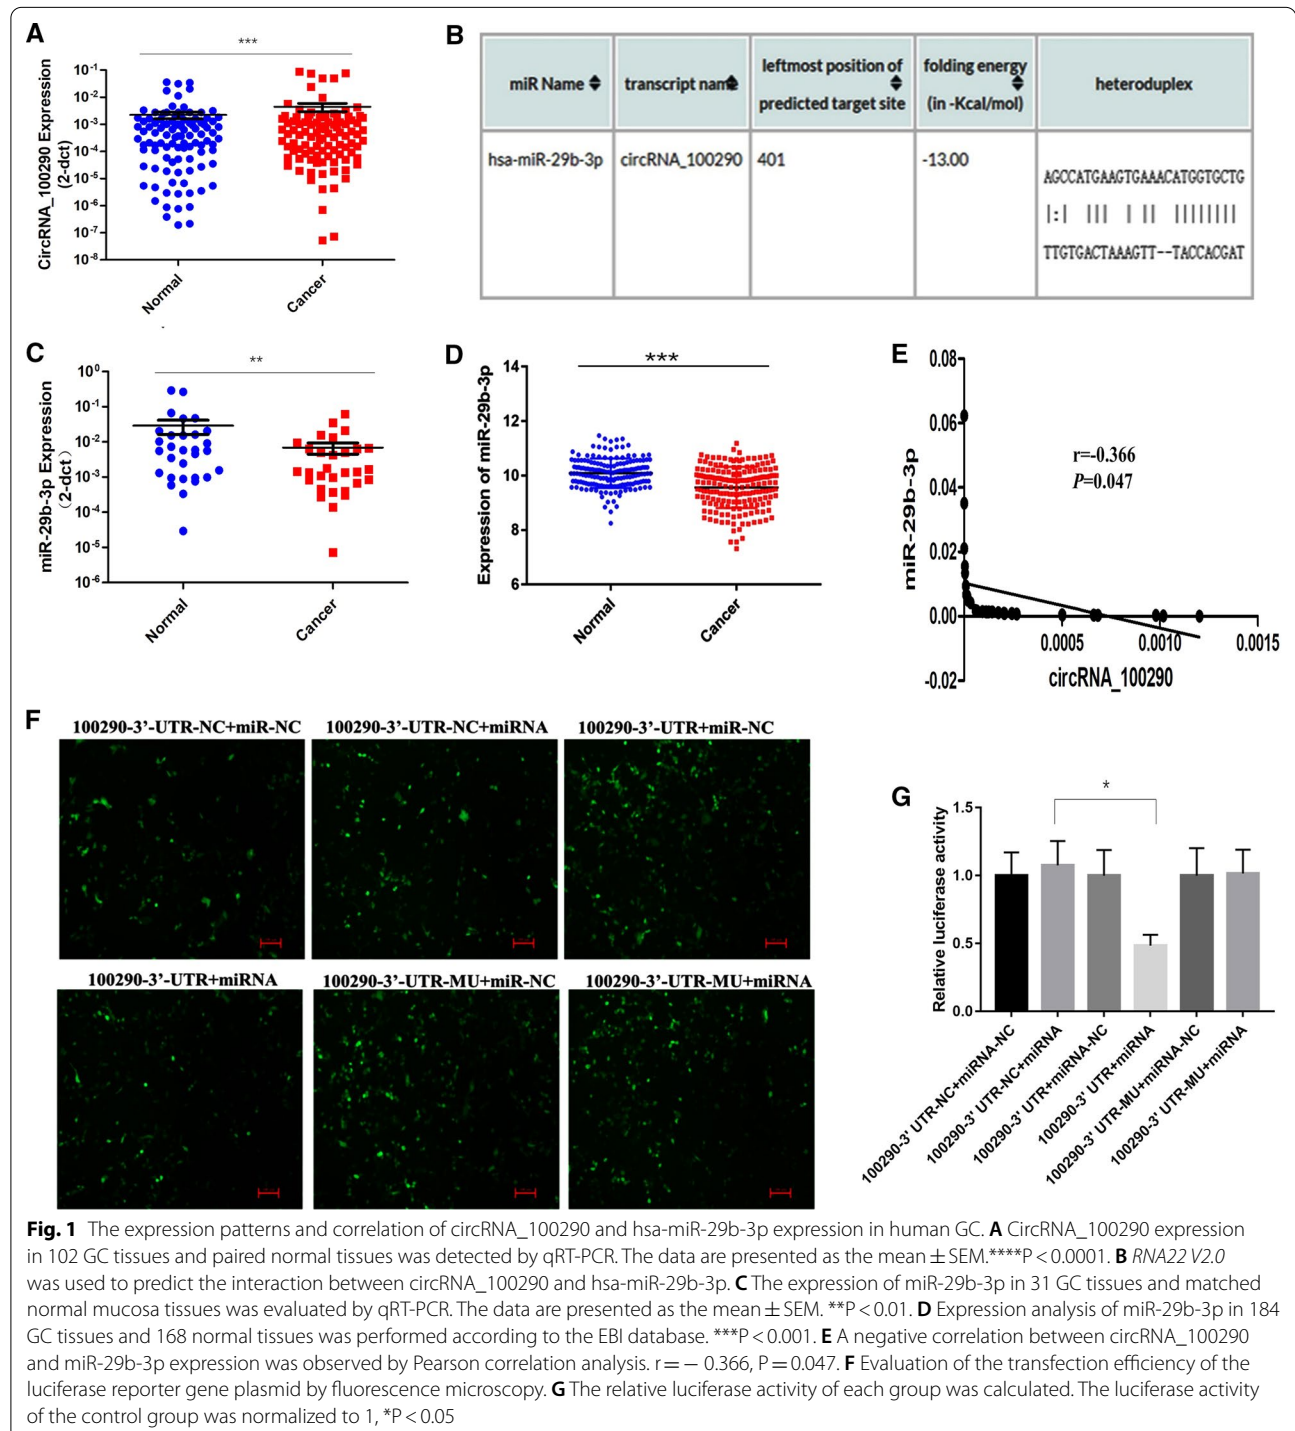 A
***
CircRNA_100290 Expression
(2-dct)
10-1
10-2
10-3
10-4
10-5
10-6
10-7
10-8
Normal
Cancer
B
miR Name
transcript name
leftmost position of
predicted target site
folding energy
(in -Kcal/mol)
heteroduplex
hsa-miR-29b-3p
circRNA_100290
401
-13.00
AGCCATGAAGTGAAACATGGTGCTG
|:| ||| | || ||||||||
TTGTGACTAAAGTT--TACCACGAT
C
**
miR-29b-3p Expression
(2-dct)
100
10-1
10-2
10-3
10-4
10-5
10-6
Normal
Cancer
D
***
Expression of miR-29b-3p
14
12
10
8
6
Normal
Cancer
E
miR-29b-3p
0.08
0.06
0.04
0.02
0.00
-0.02
r=-0.366
P=0.047
0.0005
0.0010
0.0015
circRNA_100290
F
100290-3’-UTR-NC+miR-NC
100290-3’-UTR-NC+miRNA
100290-3’-UTR+miR-NC
100290-3’-UTR+miRNA
100290-3’-UTR-MU+miR-NC
100290-3’-UTR-MU+miRNA
G
*
Relative luciferase activity
1.5
1.0
0.5
0.0
100290-3' UTR-NC+miRNA-NC
100290-3' UTR-NC+miRNA
100290-3' UTR+miRNA-NC
100290-3' UTR+miRNA
100290-3' UTR-MU+miRNA-NC
100290-3' UTR-MU+miRNA
Fig. 1 The expression patterns and correlation of circRNA_100290 and hsa-miR-29b-3p expression in human GC. A CircRNA_100290 expression
in 102 GC tissues and paired normal tissues was detected by qRT-PCR. The data are presented as the mean ± SEM.****P < 0.0001. B RNA22 V2.0
was used to predict the interaction between circRNA_100290 and hsa-miR-29b-3p. C The expression of miR-29b-3p in 31 GC tissues and matched
normal mucosa tissues was evaluated by qRT-PCR. The data are presented as the mean ± SEM. **P < 0.01. D Expression analysis of miR-29b-3p in 184
GC tissues and 168 normal tissues was performed according to the EBI database. ***P < 0.001. E A negative correlation between circRNA_100290
and miR-29b-3p expression was observed by Pearson correlation analysis. r = − 0.366, P = 0.047. F Evaluation of the transfection efficiency of the
luciferase reporter gene plasmid by fluorescence microscopy. G The relative luciferase activity of each group was calculated. The luciferase activity
of the control group was normalized to 1, *P < 0.05